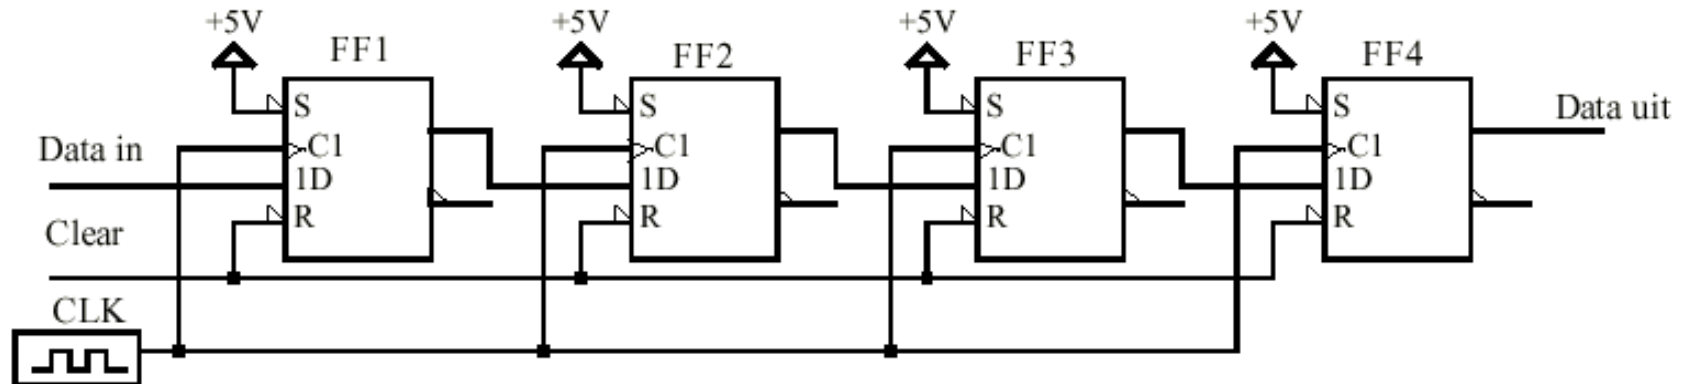 +5V +5V +5V +5V
FF1 FF2 FF3 FF4
S S S S
Data uit
Data in
C1 C1 C1 C1
1D 1D 1D 1D
R R R R
Clear
CLK